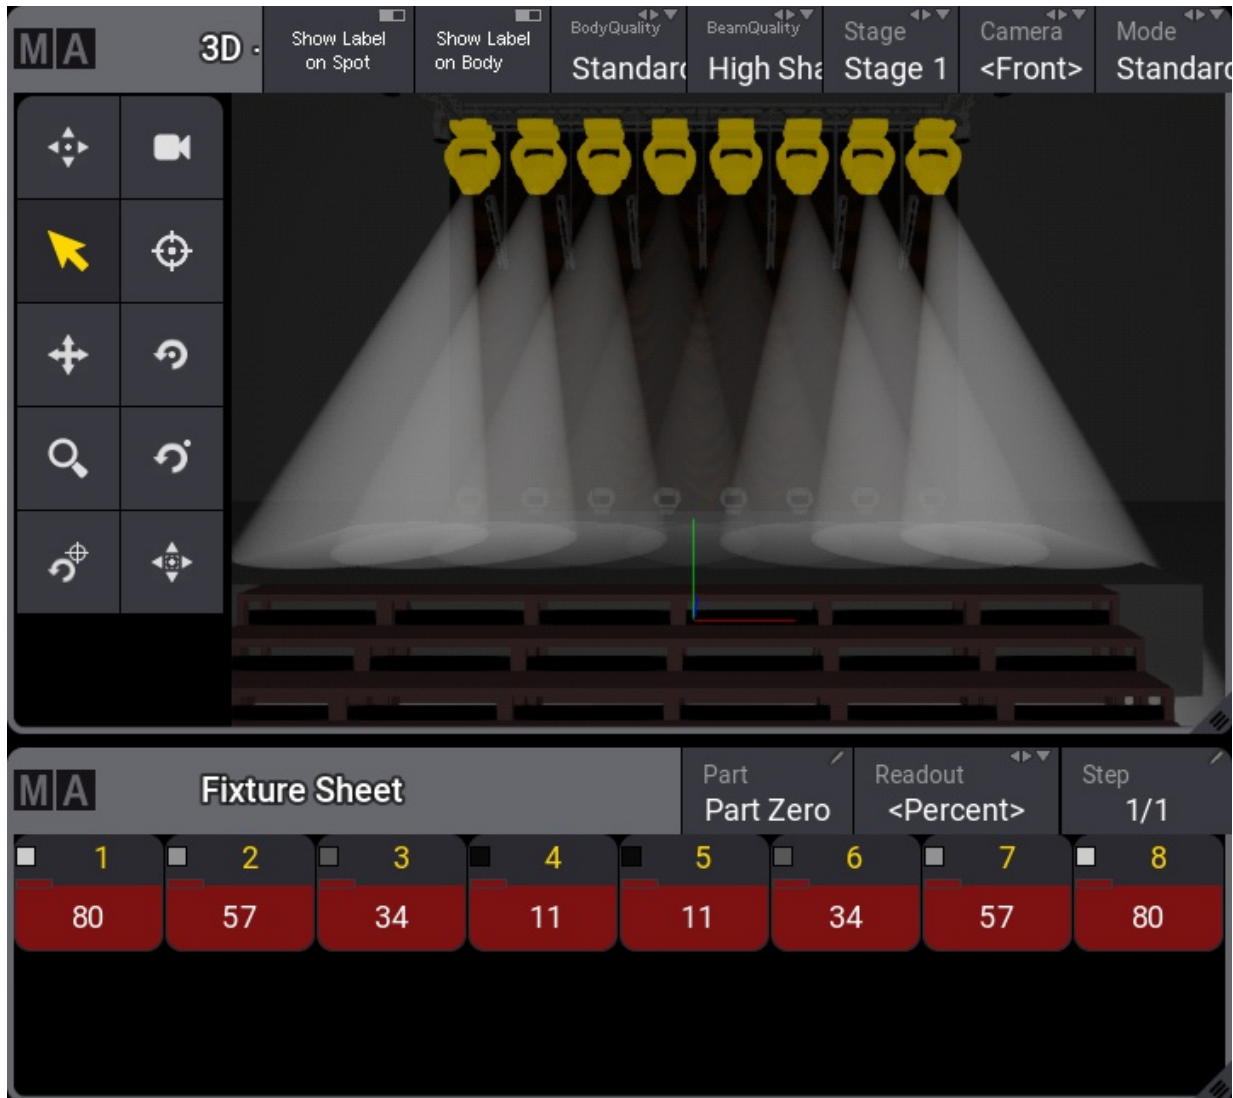 MA
3D
Show Label
on Spot
Show Label
on Body
BodyQuality
Standard
BeamQuality
High Sha
Stage
Stage 1
Camera
<Front>
Mode
Standard
MA
Fixture Sheet
Part
Part Zero
Readout
<Percent>
Step
1/1
1 2 3 4 5 6 7 8
80 57 34 11 11 34 57 80